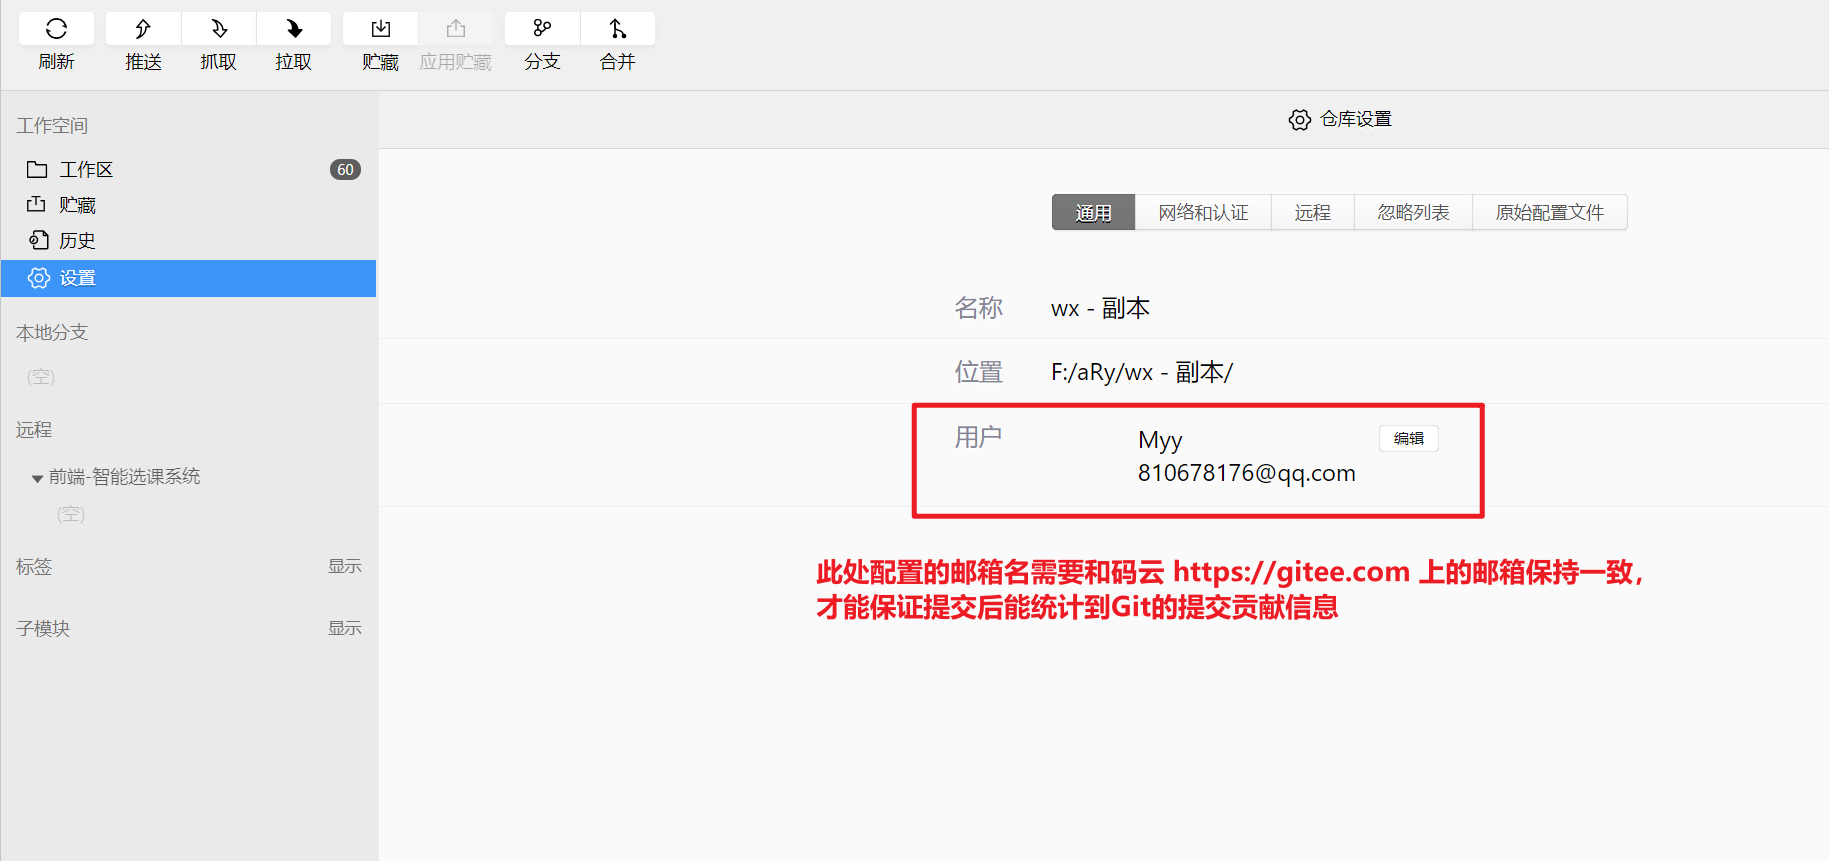 刷新 推送 抓取 拉取 贮藏 应用贮藏 分支 合并
工作空间
工作区 60
贮藏
历史
设置
本地分支
(空)
远程
前端-智能选课系统
(空)
标签 显示
子模块 显示
仓库设置
通用 网络和认证 远程 忽略列表 原始配置文件
名称 wx - 副本
位置 F:/aRy/wx - 副本/
用户 Myy 编辑
810678176@qq.com
此处配置的邮箱名需要和码云 https://gitee.com 上的邮箱保持一致，
才能保证提交后能统计到Git的提交贡献信息